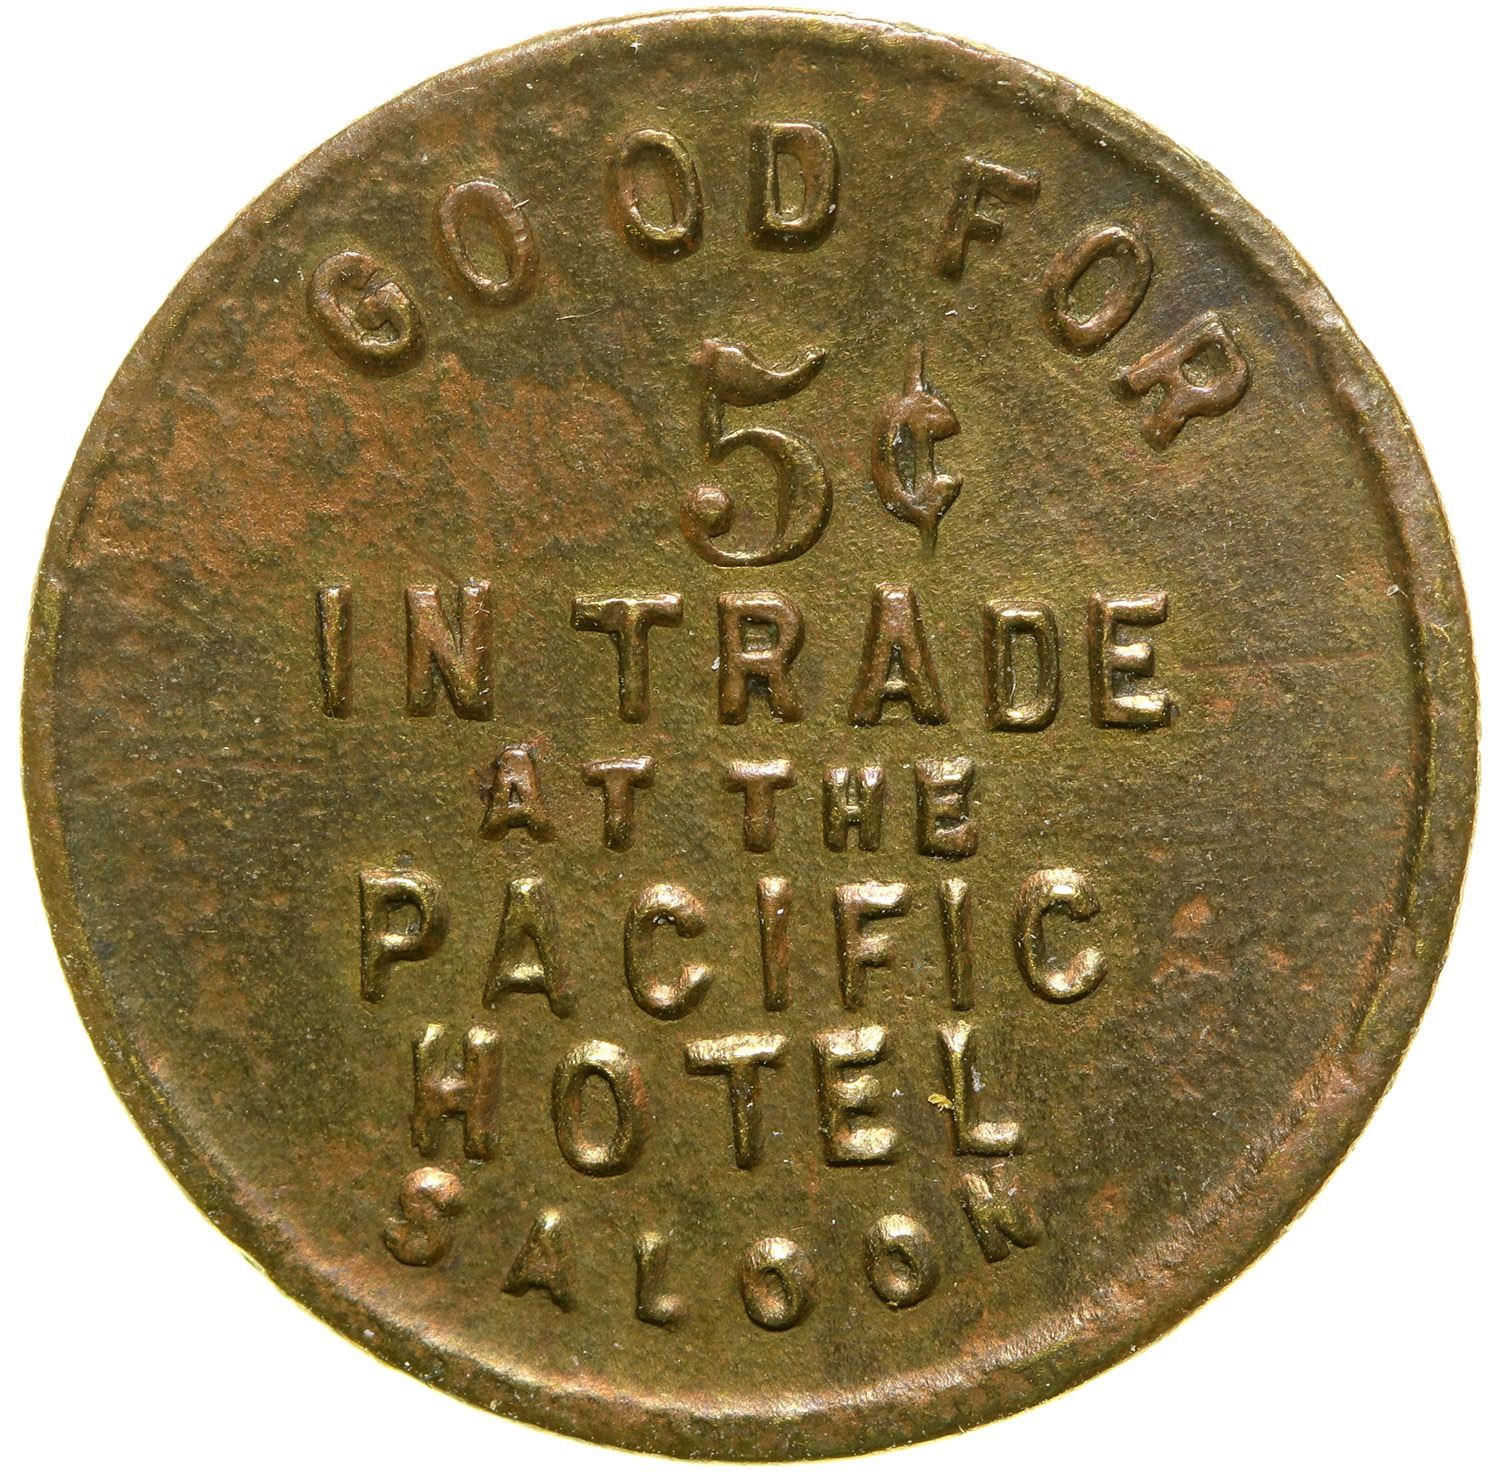 GOOD FOR
5¢
IN TRADE
AT THE
PACIFIC
HOTEL
SALOON